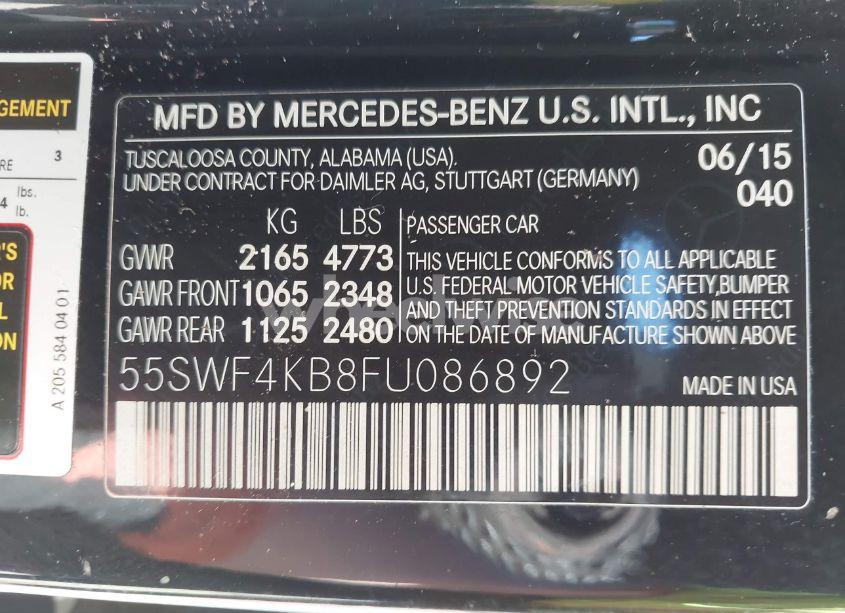 GEMENT
RE 3
lbs.
4 lb.
R'S
OR
L
ON
A 205 584 04 01
MFD BY MERCEDES-BENZ U.S. INTL., INC
TUSCALOOSA COUNTY, ALABAMA (USA). 06/15
UNDER CONTRACT FOR DAIMLER AG, STUTTGART (GERMANY) 040
KG LBS PASSENGER CAR
GVWR 2165 4773 THIS VEHICLE CONFORMS TO ALL APPLICABLE
GAWR FRONT 1065 2348 U.S. FEDERAL MOTOR VEHICLE SAFETY,BUMPER
AND THEFT PREVENTION STANDARDS IN EFFECT
GAWR REAR 1125 2480 ON THE DATE OF MANUFACTURE SHOWN ABOVE
55SWF4KB8FU086892 MADE IN USA